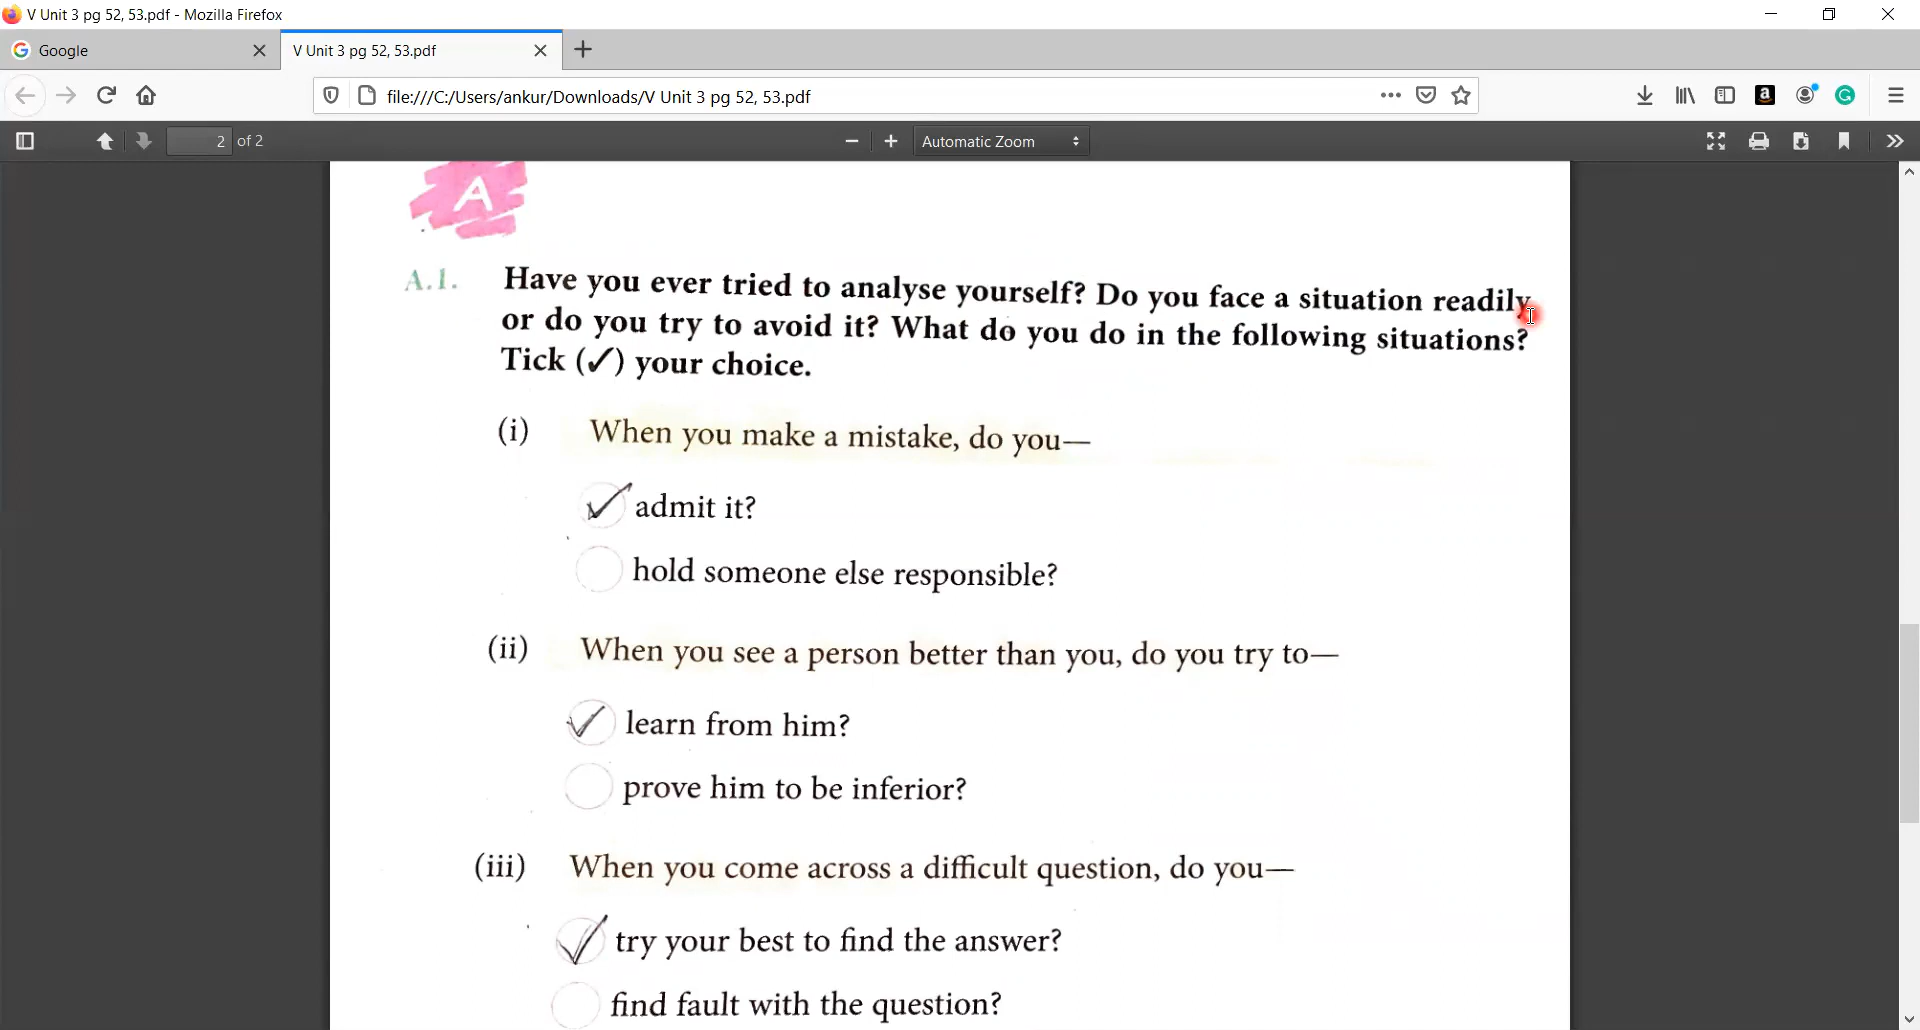 V Unit 3 pg 52, 53.pdf - Mozilla Firefox
Google
V Unit 3 pg 52, 53.pdf
file:///C:/Users/ankur/Downloads/V Unit 3 pg 52, 53.pdf
2 of 2
Automatic Zoom
A
A.1. Have you ever tried to analyse yourself? Do you face a situation readily
or do you try to avoid it? What do you do in the following situations?
Tick (✓) your choice.
(i) When you make a mistake, do you—
✓ admit it?
hold someone else responsible?
(ii) When you see a person better than you, do you try to—
✓ learn from him?
prove him to be inferior?
(iii) When you come across a difficult question, do you—
✓ try your best to find the answer?
find fault with the question?